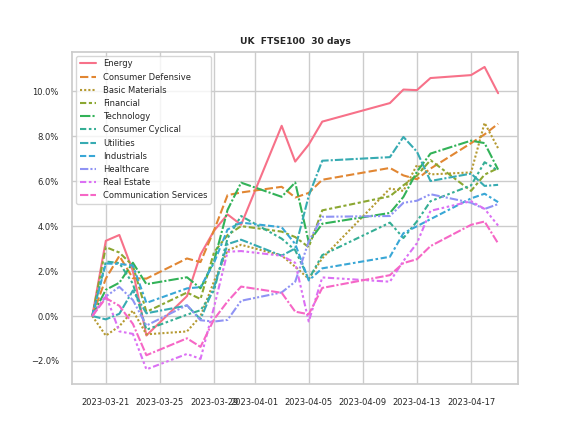 UK  FTSE100  30 days
Energy
Consumer Defensive
Basic Materials
Financial
Technology
Consumer Cyclical
Utilities
Industrials
Healthcare
Real Estate
Communication Services
10.0%
8.0%
6.0%
4.0%
2.0%
0.0%
−2.0%
2023-03-21 2023-03-25 2023-03-29 2023-04-01 2023-04-05 2023-04-09 2023-04-13 2023-04-17